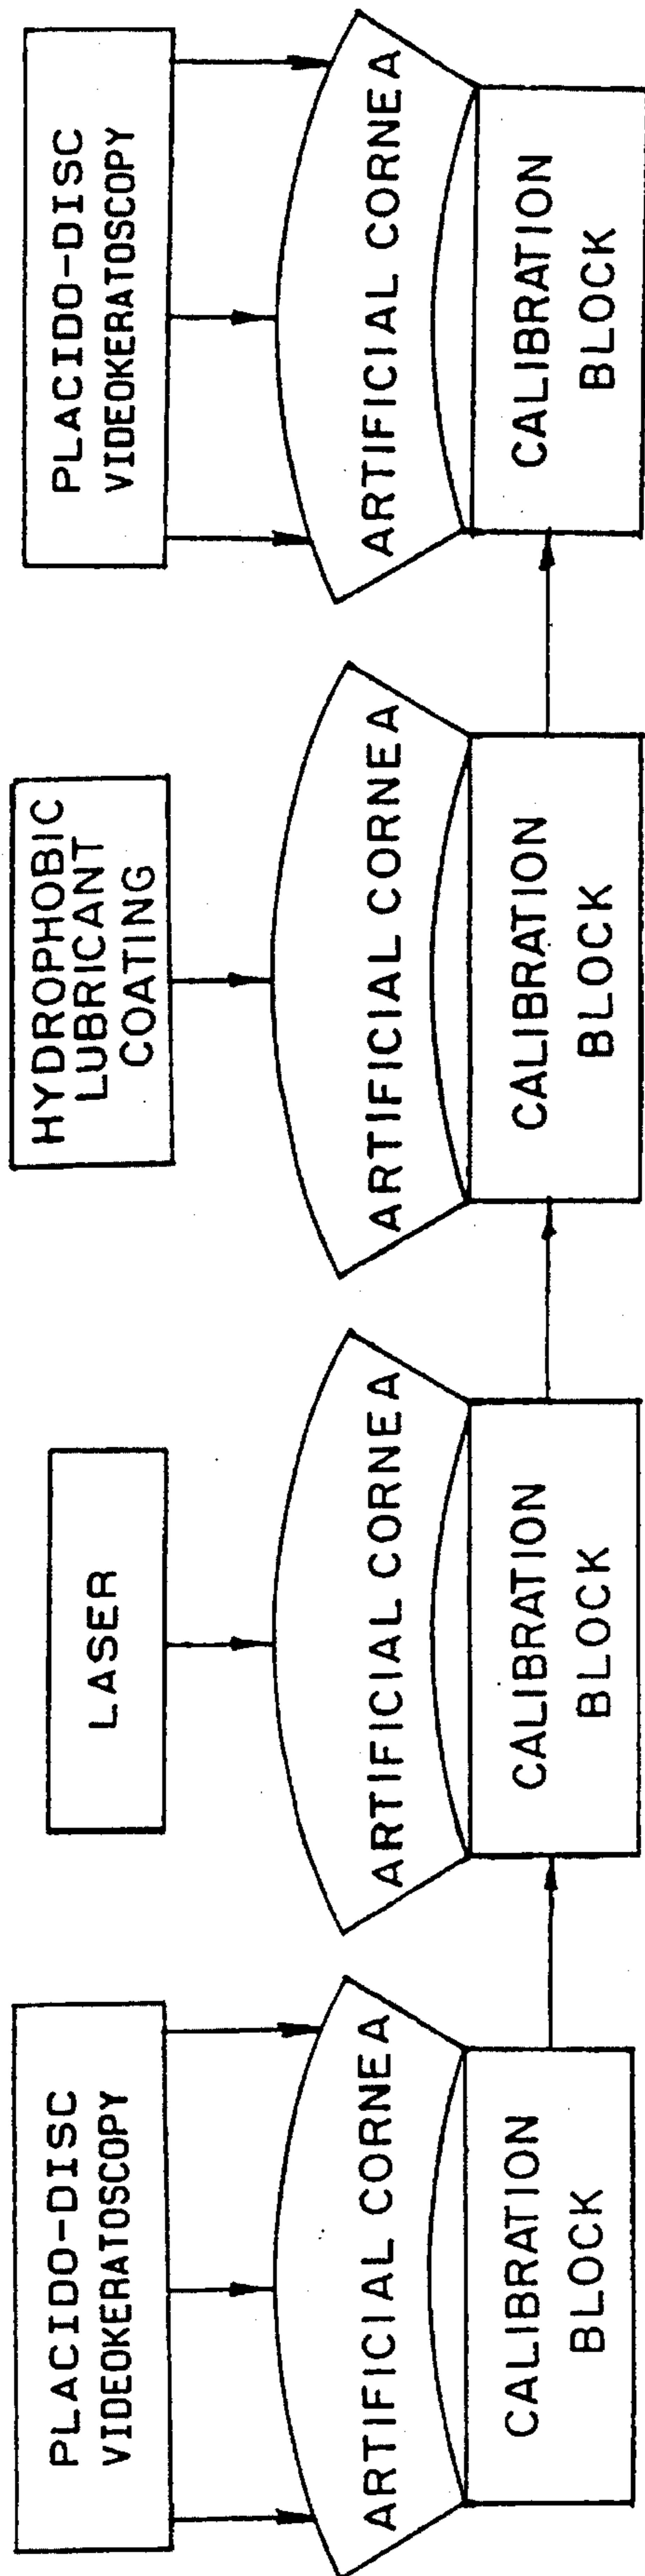 PLACIDO-DISC
VIDEOKERATOSCOPY
ARTIFICIAL CORNEA
CALIBRATION
BLOCK
LASER
ARTIFICIAL CORNEA
CALIBRATION
BLOCK
HYDROPHOBIC
LUBRICANT
COATING
ARTIFICIAL CORNEA
CALIBRATION
BLOCK
PLACIDO-DISC
VIDEOKERATOSCOPY
ARTIFICIAL CORNEA
CALIBRATION
BLOCK